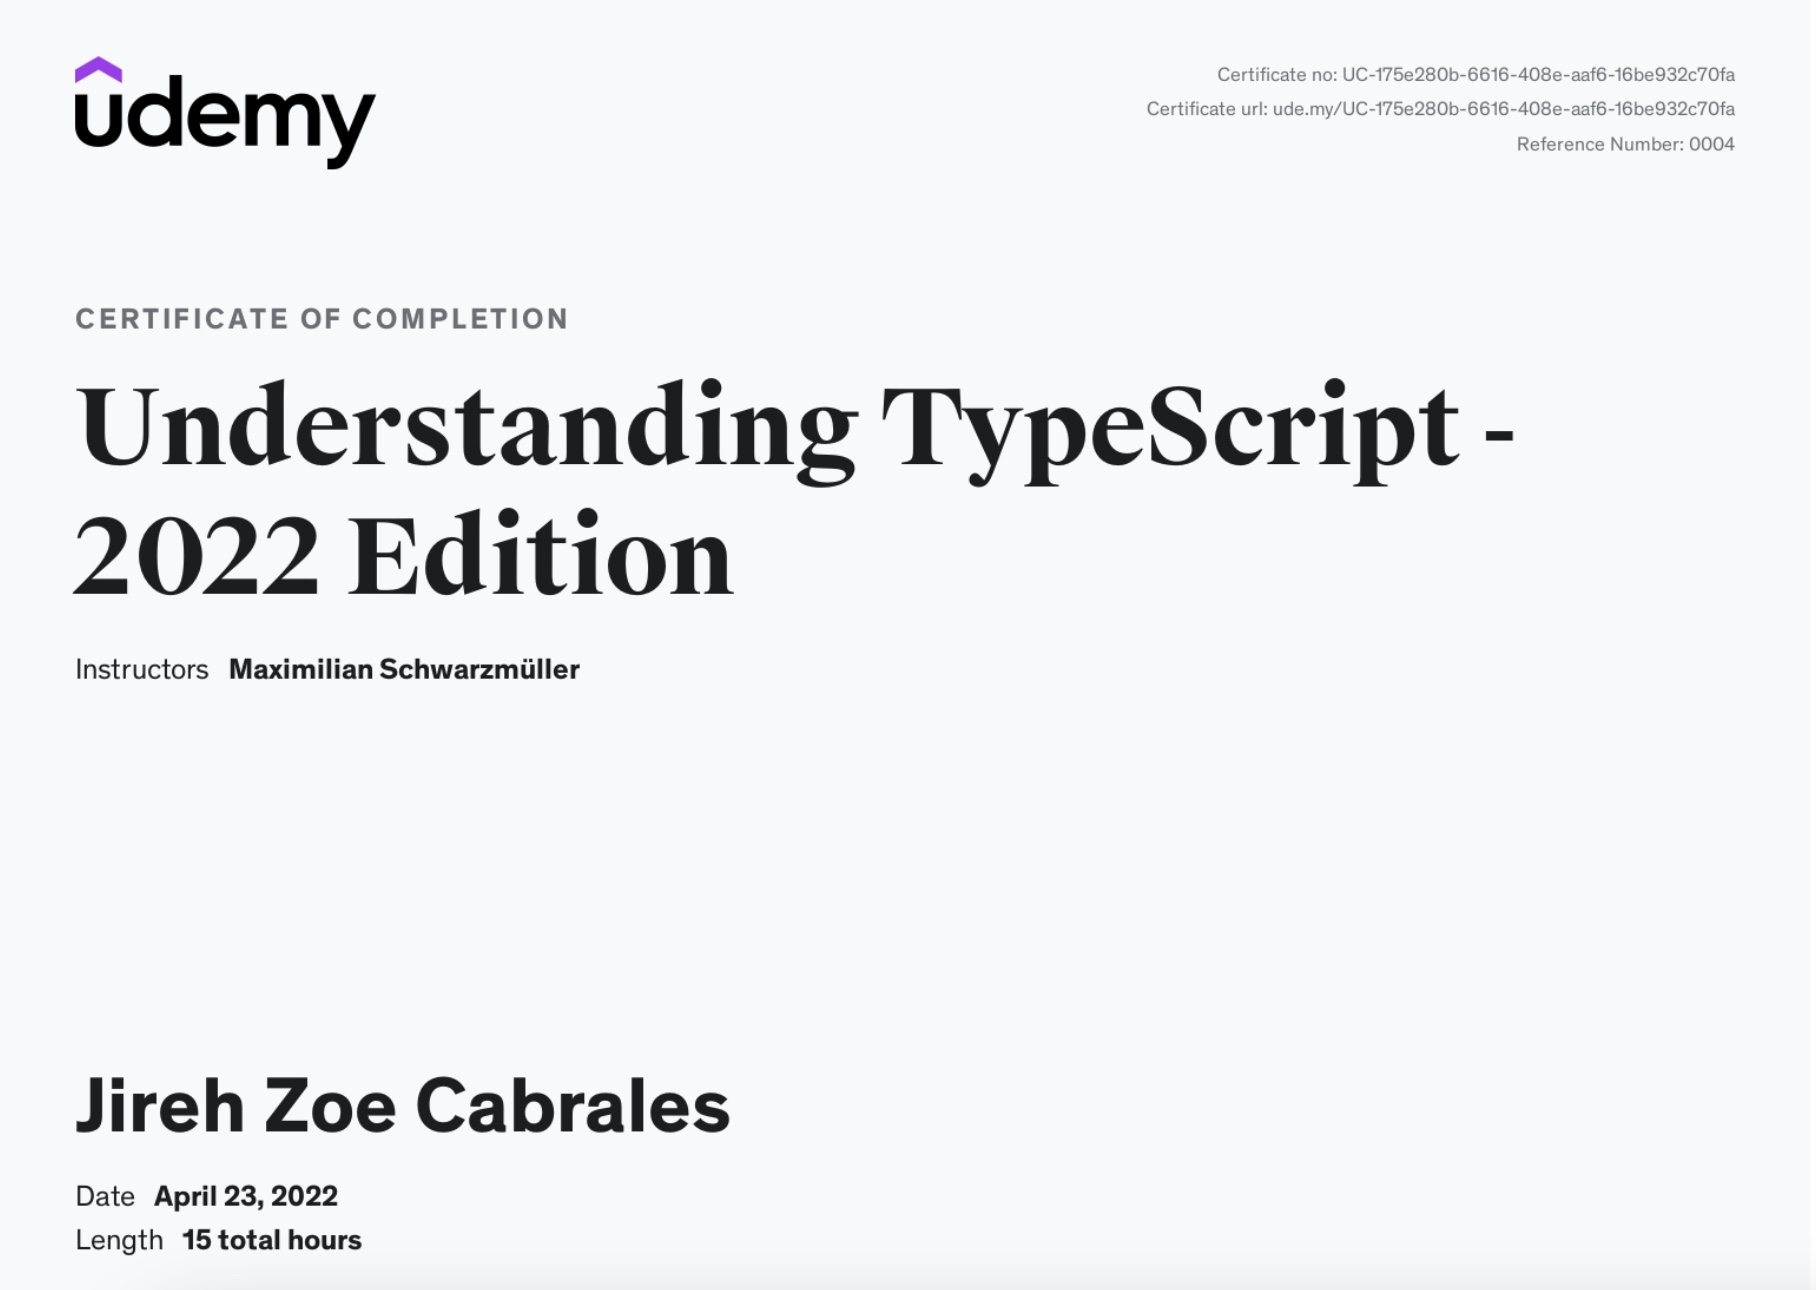 udemy
Certificate no: UC-175e280b-6616-408e-aaf6-16be932c70fa
Certificate url: ude.my/UC-175e280b-6616-408e-aaf6-16be932c70fa
Reference Number: 0004
CERTIFICATE OF COMPLETION
Understanding TypeScript -
2022 Edition
Instructors Maximilian Schwarzmüller
Jireh Zoe Cabrales
Date April 23, 2022
Length 15 total hours